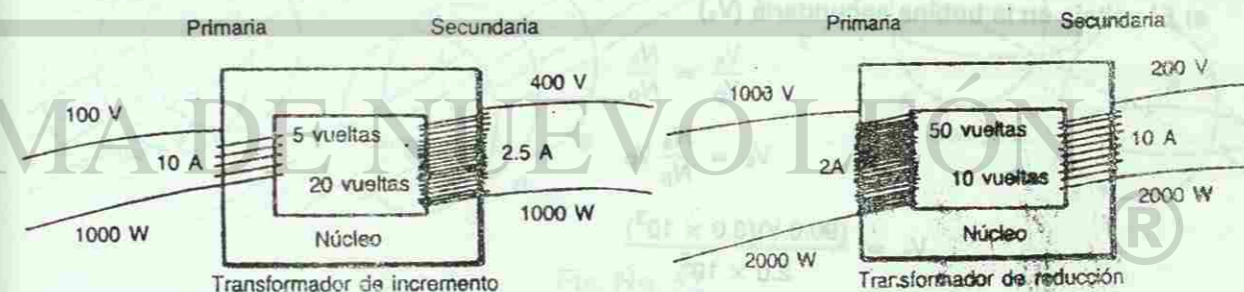 Primaria Secundaria
100 V
10 A
1000 W
5 vueltas
20 vueltas
Núcleo
400 V
2.5 A
1000 W
Transformador de incremento
Primaria Secundaria
1000 V
2A
2000 W
50 vueltas
10 vueltas
Núcleo
200 V
10 A
2000 W
Transformador de reducción
MA DE NUEVO LEÓN
®